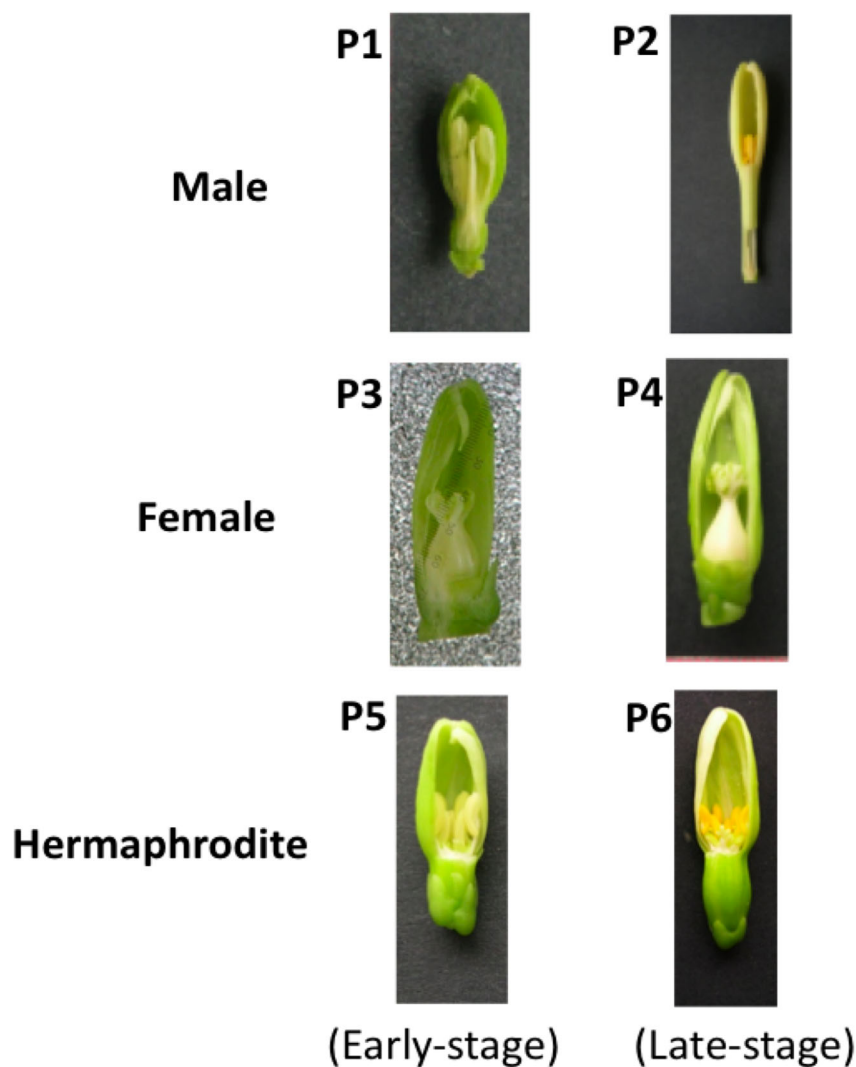 P1
P2
Male
P3
P4
Female
P5
P6
Hermaphrodite
(Early-stage)
(Late-stage)